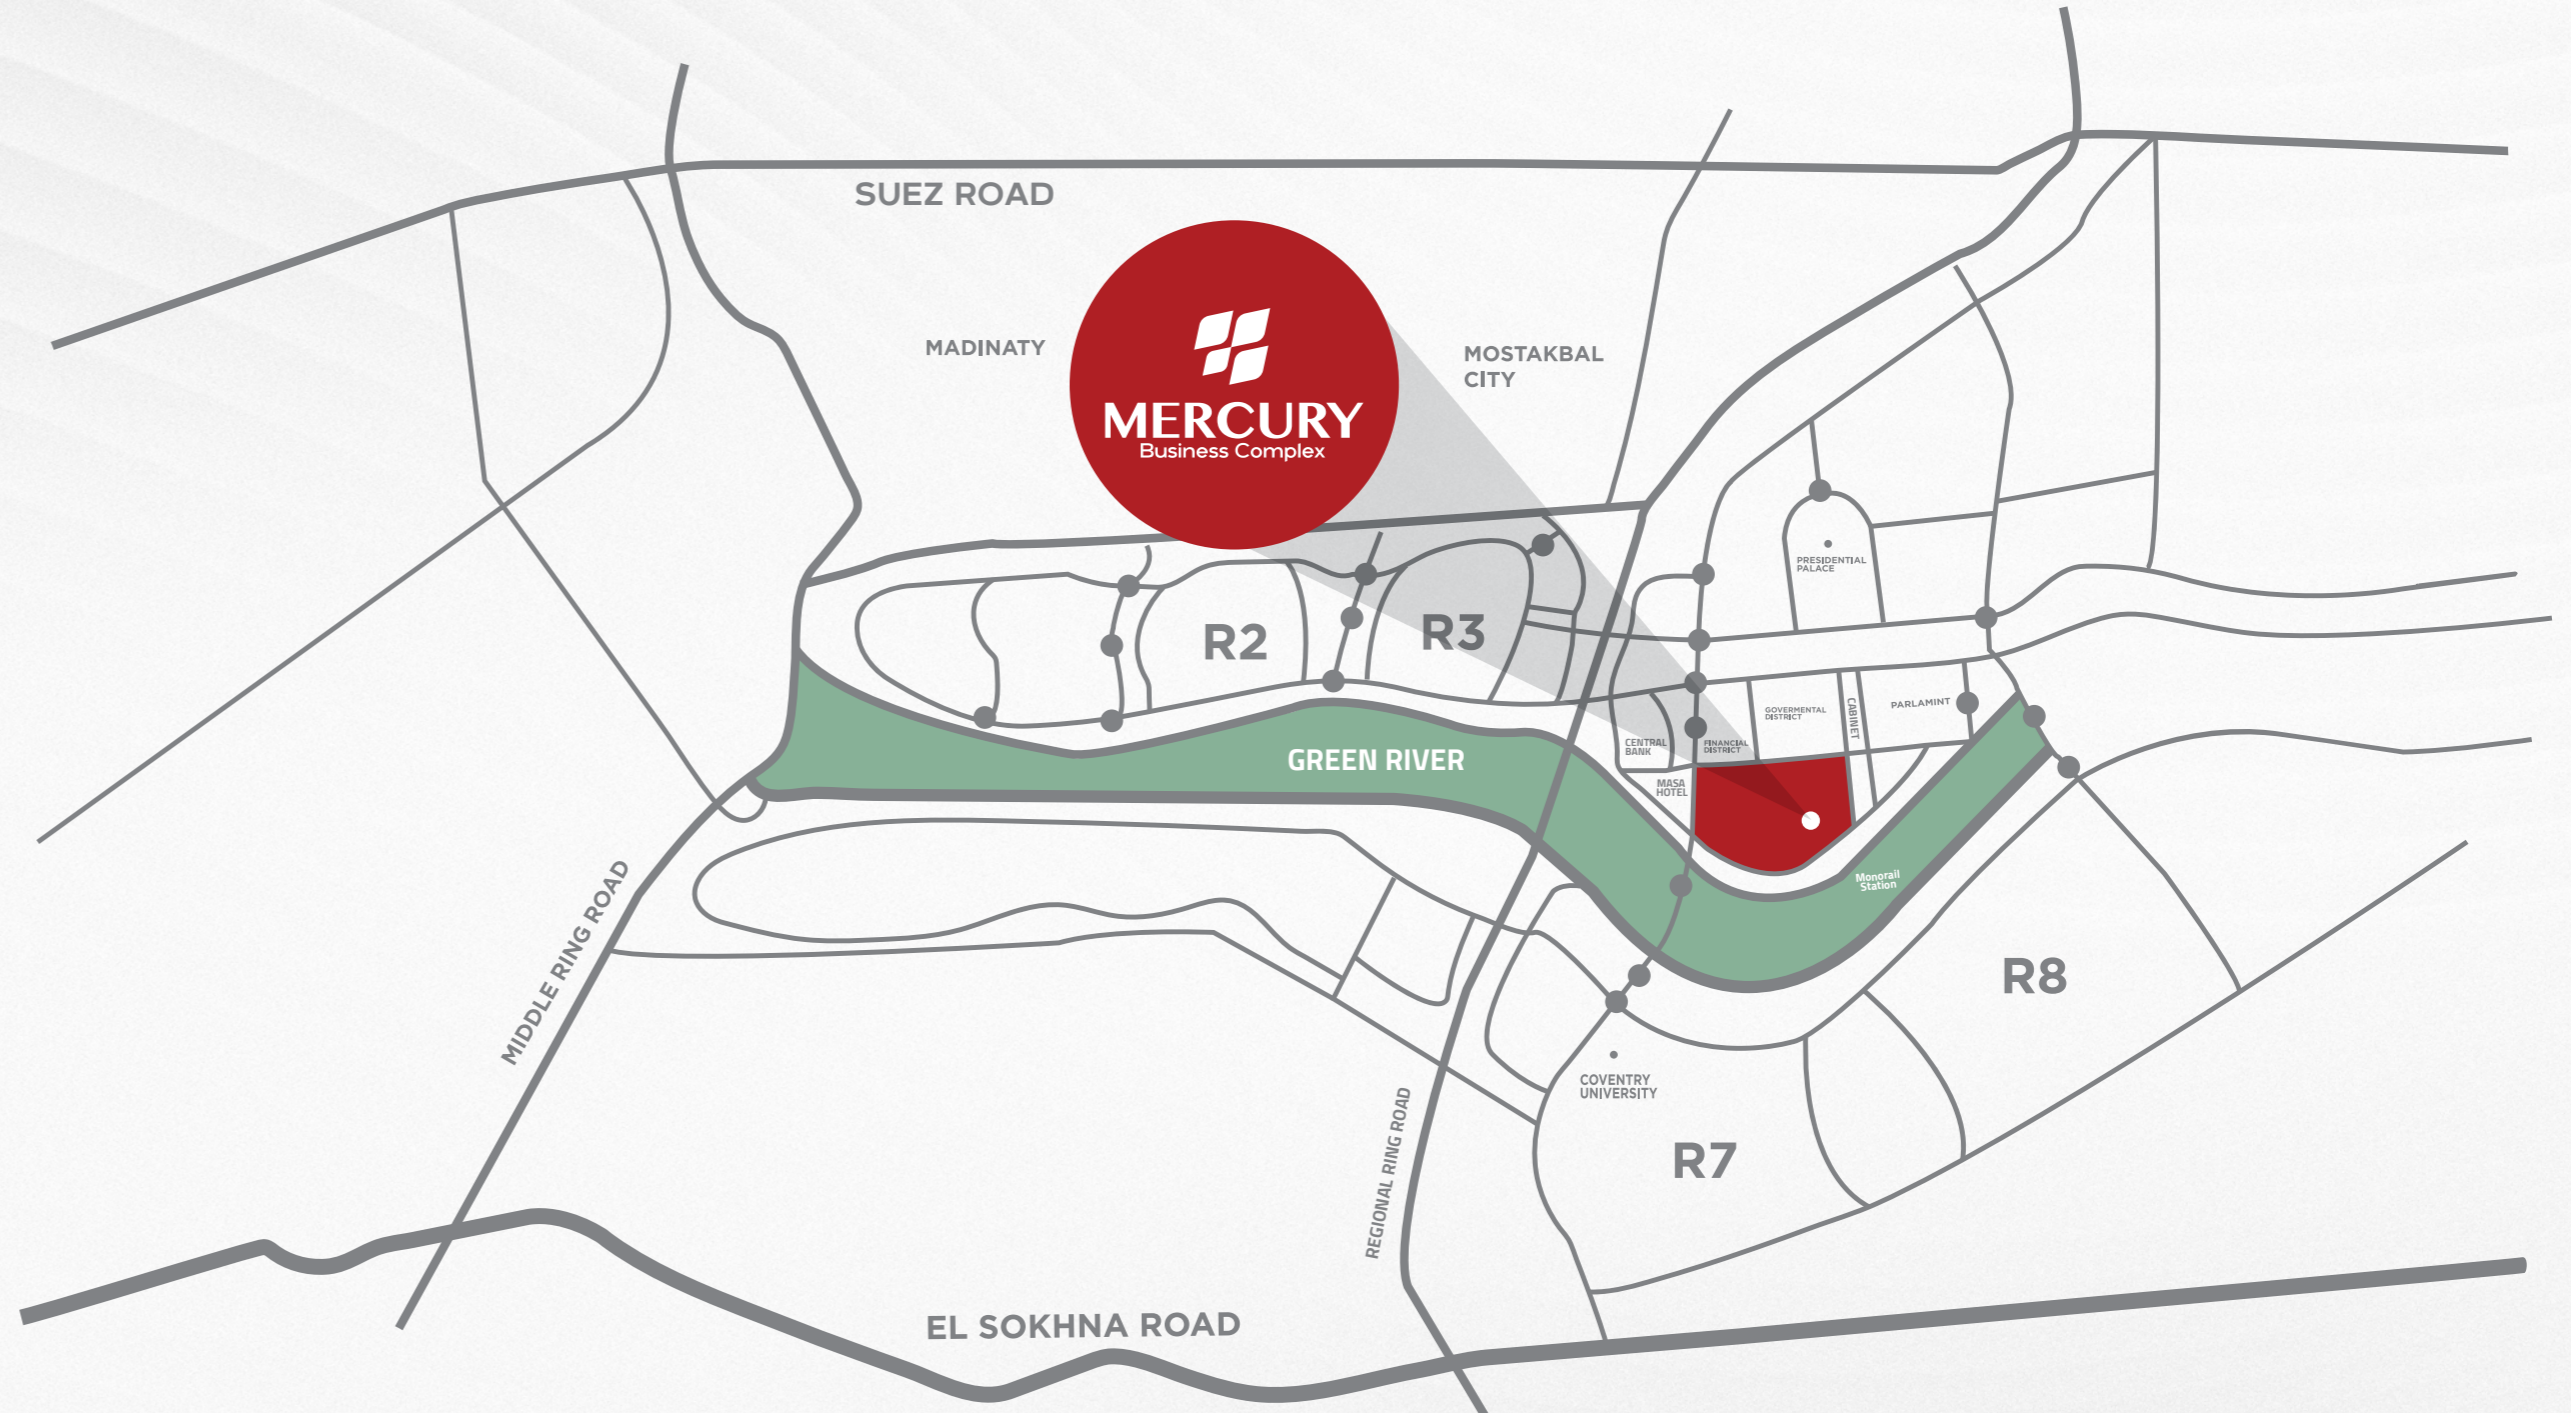 SUEZ ROAD
MADINATY
MERCURY
Business Complex
MOSTAKBAL
CITY
PRESIDENTIAL
PALACE
R2
R3
GREEN RIVER
CENTRAL
BANK
FINANCIAL
DISTRICT
GOVERMENTAL
DISTRICT
CABINET
PARLAMINT
MASA
HOTEL
Monorail
Station
MIDDLE RING ROAD
R8
COVENTRY
UNIVERSITY
REGIONAL RING ROAD
R7
EL SOKHNA ROAD